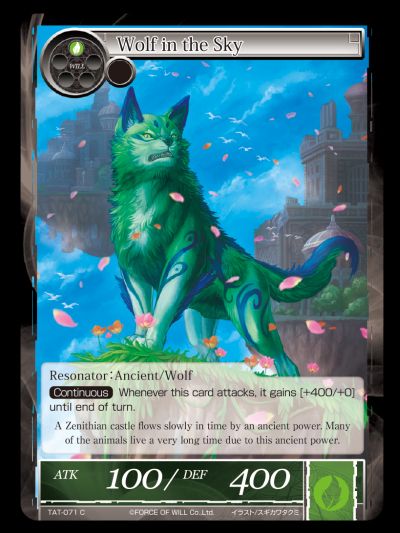 Wolf in the Sky
WILL
Resonator : Ancient/Wolf
Continuous Whenever this card attacks, it gains [+400/+0]
until end of turn.
A Zenithian castle flows slowly in time by an ancient power. Many
of the animals live a very long time due to this ancient power.
ATK 100/ DEF 400
TAT-071 C ©FORCE OF WILL Co.,Ltd. イラスト/スギカワタクミ